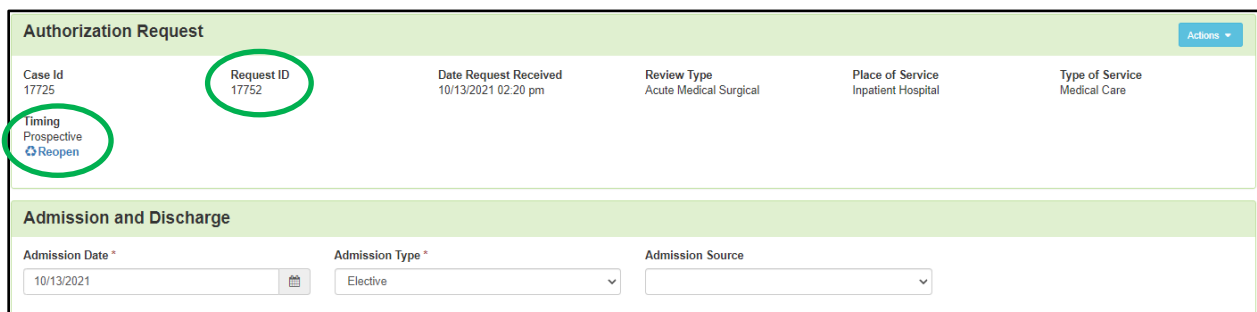 Authorization Request
Actions
Case Id
Request ID
Date Request Received
Review Type
Place of Service
Type of Service
17725
17752
10/13/2021 02:20 pm
Acute Medical Surgical
Inpatient Hospital
Medical Care
Timing
Prospective
Reopen
Admission and Discharge
Admission Date *
Admission Type *
Admission Source
10/13/2021
Elective